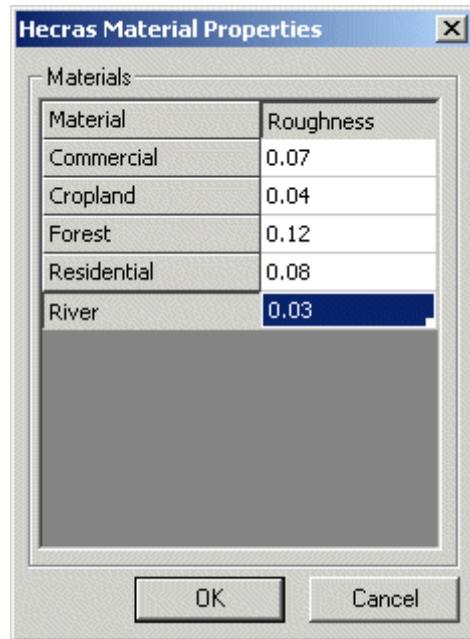 Hecras Material Properties
Materials
Material Roughness
Commercial 0.07
Cropland 0.04
Forest 0.12
Residential 0.08
River 0.03
OK Cancel